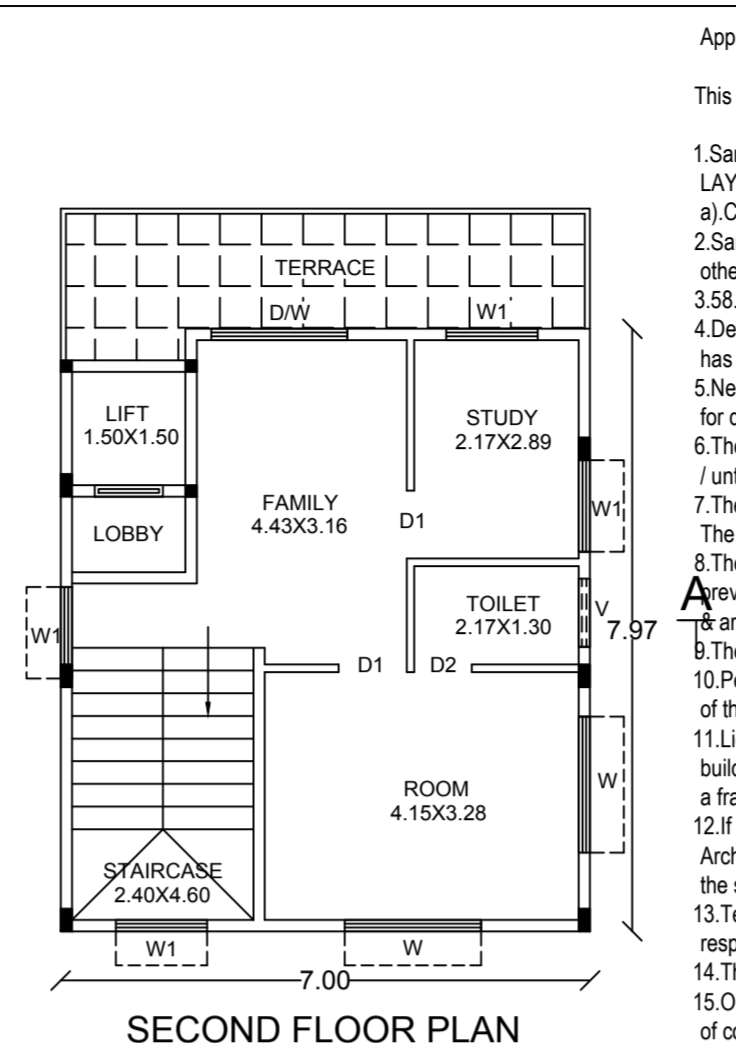 TERRACE
D/W
W1
LIFT
1.50X1.50
STUDY
2.17X2.89
FAMILY
4.43X3.16
D1
W1
LOBBY
TOILET
2.17X1.30
V
7.97
A
W1
D1
D2
ROOM
4.15X3.28
W
STAIRCASE
2.40X4.60
W1
W
7.00
SECOND FLOOR PLAN
App
This
1.Sa
LAY
a).C
2.Sa
othe
3.58.
4.De
has
5.Ne
for
6.The
/ un
7.The
The
8.The
prev
& a
9.The
10.P
of th
11.Li
build
a fra
12.If
Arch
the s
13.Te
resp
14.Th
15.O
of co